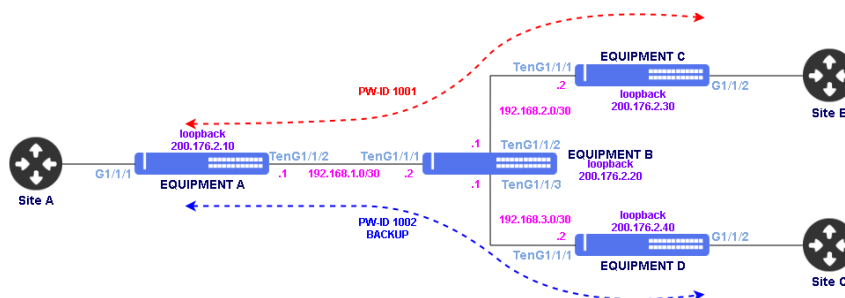 EQUIPMENT C
TenG1/1/1
.2
loopback
200.176.2.30
G1/1/2
PW-ID 1001
192.168.2.0/30
loopback
200.176.2.10
G1/1/1
EQUIPMENT A
Site A
TenG1/1/2
.1
192.168.1.0/30
TenG1/1/1
.2
.1
TenG1/1/2
EQUIPMENT B
loopback
200.176.2.20
.1
TenG1/1/3
PW-ID 1002
BACKUP
192.168.3.0/30
.2
TenG1/1/1
loopback
200.176.2.40
G1/1/2
EQUIPMENT D